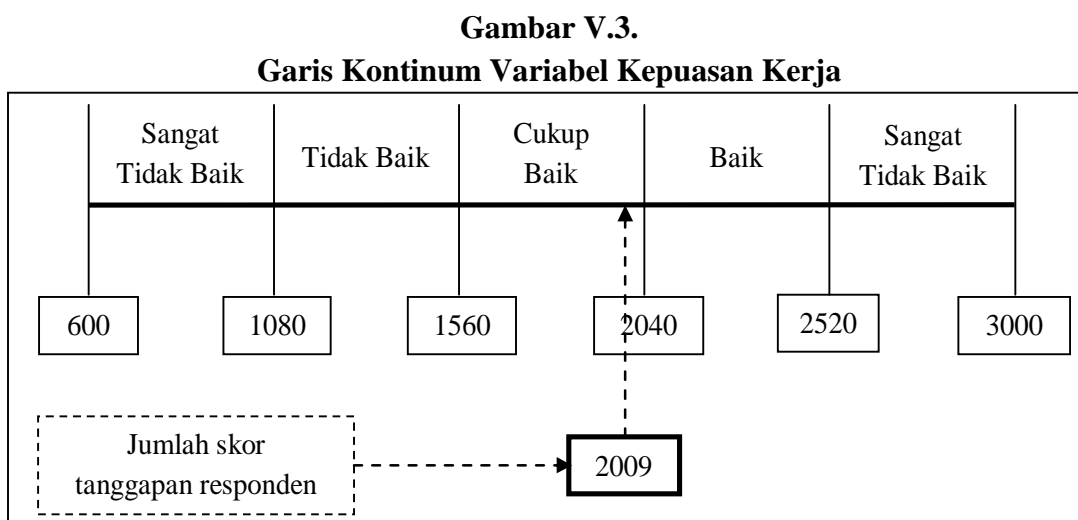 Gambar V.3.
Garis Kontinum Variabel Kepuasan Kerja
Sangat
Tidak Baik
Tidak Baik
Cukup
Baik
Baik
Sangat
Tidak Baik
600
1080
1560
2040
2520
3000
Jumlah skor
tanggapan responden
2009